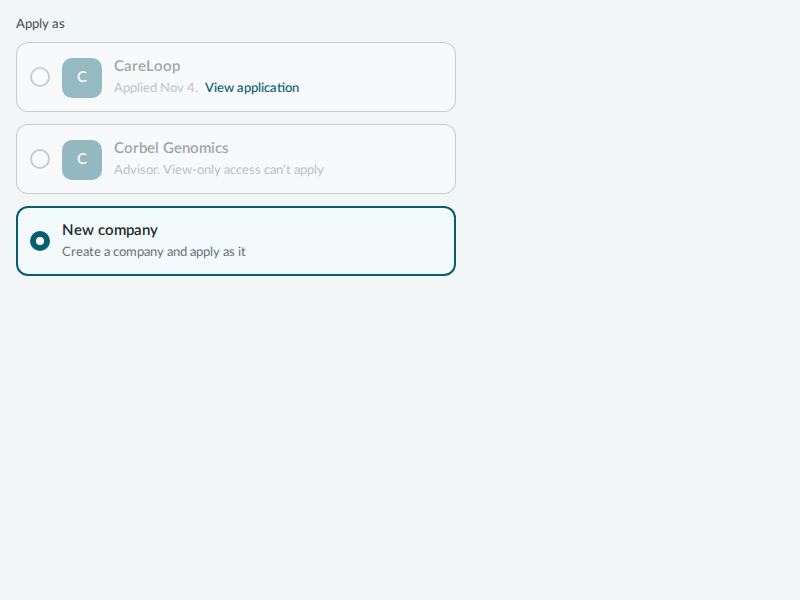 Apply as
C
CareLoop
Applied Nov 4. View application
C
Corbel Genomics
Advisor. View-only access can't apply
New company
Create a company and apply as it